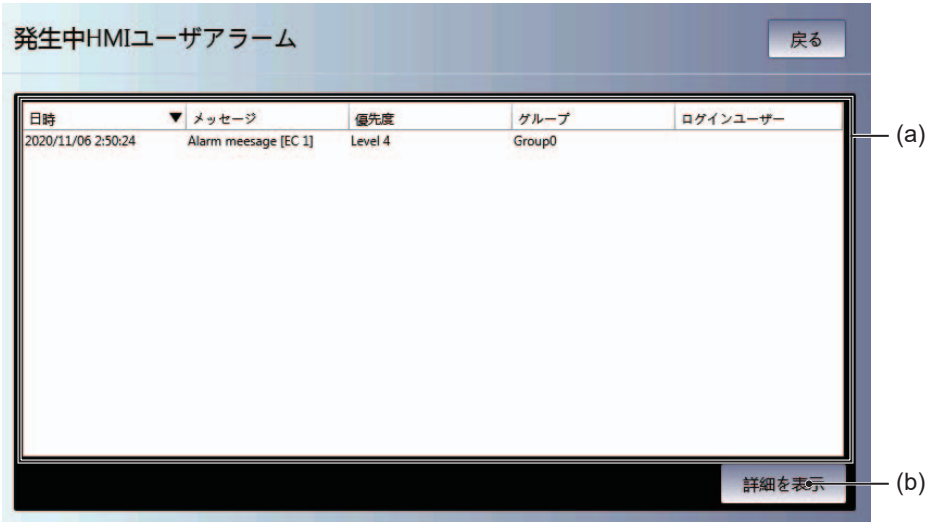 発生中HMIユーザアラーム
戻る
日時 ▼ メッセージ 優先度 グループ ログインユーザー
2020/11/06 2:50:24 Alarm meesage [EC 1] Level 4 Group0
(a)
詳細を表示
(b)